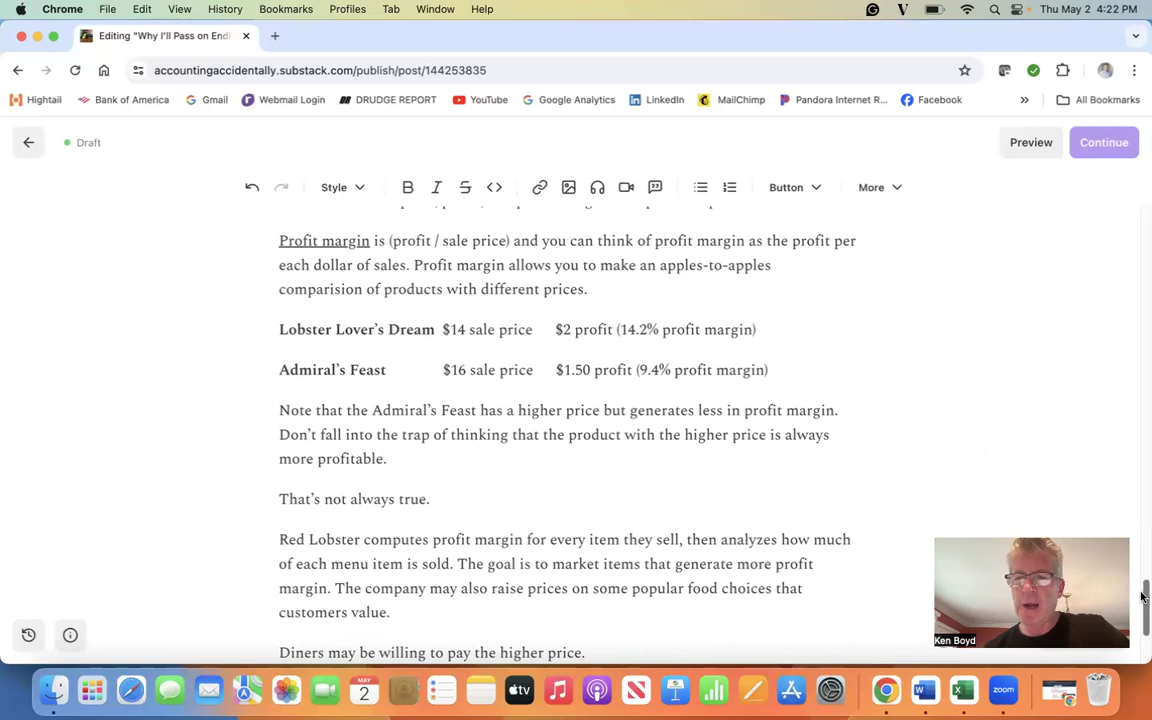 Chrome File Edit View History Bookmarks Profiles Tab Window Help Thu May 2 4:22 PM
Editing "Why I'll Pass on Endl
accountingaccidentally.substack.com/publish/post/144253835
Hightail Bank of America Gmail Webmail Login DRUDGE REPORT YouTube Google Analytics LinkedIn MailChimp Pandora Internet R... Facebook » All Bookmarks
Draft Preview Continue
Style Button More
Profit margin is (profit / sale price) and you can think of profit margin as the profit per
each dollar of sales. Profit margin allows you to make an apples-to-apples
comparision of products with different prices.
Lobster Lover's Dream $14 sale price $2 profit (14.2% profit margin)
Admiral's Feast $16 sale price $1.50 profit (9.4% profit margin)
Note that the Admiral's Feast has a higher price but generates less in profit margin.
Don't fall into the trap of thinking that the product with the higher price is always
more profitable.
That's not always true.
Red Lobster computes profit margin for every item they sell, then analyzes how much
of each menu item is sold. The goal is to market items that generate more profit
margin. The company may also raise prices on some popular food choices that
customers value.
Diners may be willing to pay the higher price.
Ken Boyd
MAY
2
tv
zoom